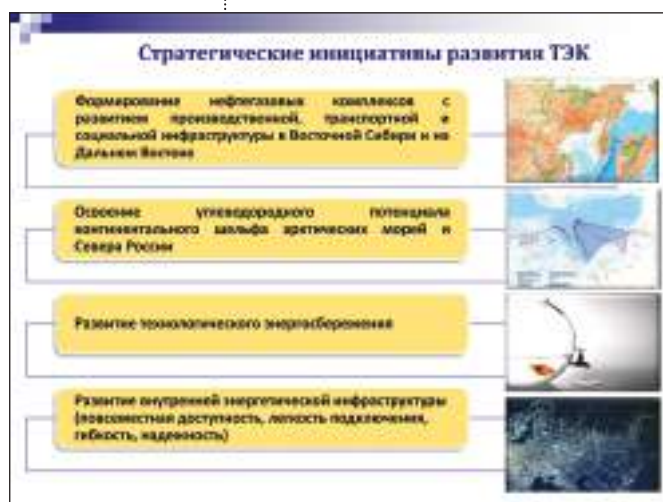 Стратегические инициативы развития ТЭК
Формирование нефтегазовых комплексов с
развитием производственной, транспортной и
социальной инфраструктуры в Восточной Сибири и на
Дальнем Востоке
Освоение углеводородного потенциала
континентального шельфа арктических морей и
Севера России
Развитие технологического энергосбережения
Развитие внутренней энергетической инфраструктуры
(повсеместная доступность, легкость подключения,
гибкость, надежность)